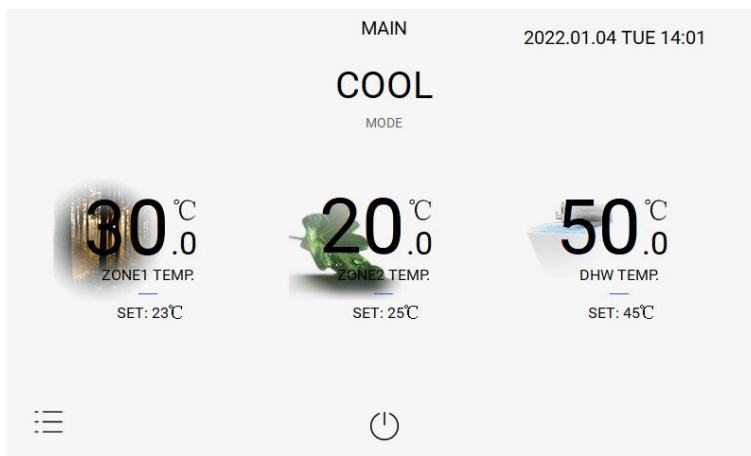 MAIN
2022.01.04 TUE 14:01
COOL
MODE
30.0℃
20.0℃
50.0℃
ZONE1 TEMP.
ZONE2 TEMP.
DHW TEMP.
SET: 23℃
SET: 25℃
SET: 45℃